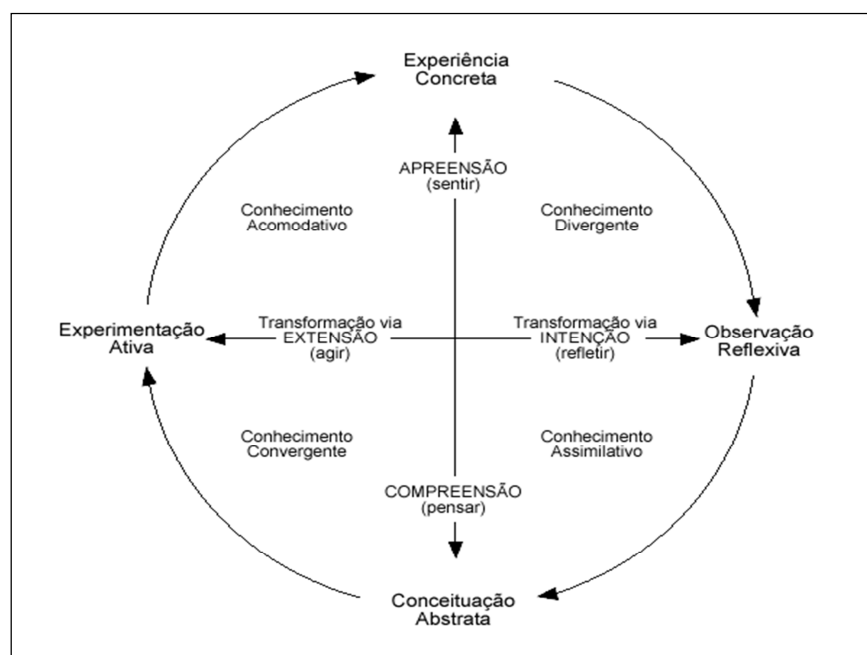 Experiência
Concreta
APREENSÃO
(sentir)
Conhecimento
Acomodativo
Conhecimento
Divergente
Experimentação
Ativa
Transformação via
EXTENSÃO
(agir)
Transformação via
INTENÇÃO
(refletir)
Observação
Reflexiva
Conhecimento
Convergente
Conhecimento
Assimilativo
COMPREENSÃO
(pensar)
Conceituação
Abstrata